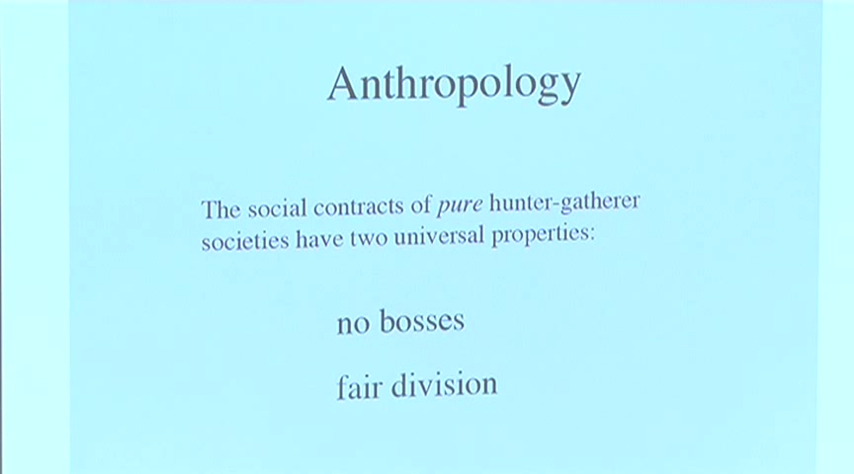 Anthropology
The social contracts of pure hunter-gatherer
societies have two universal properties:
no bosses
fair division